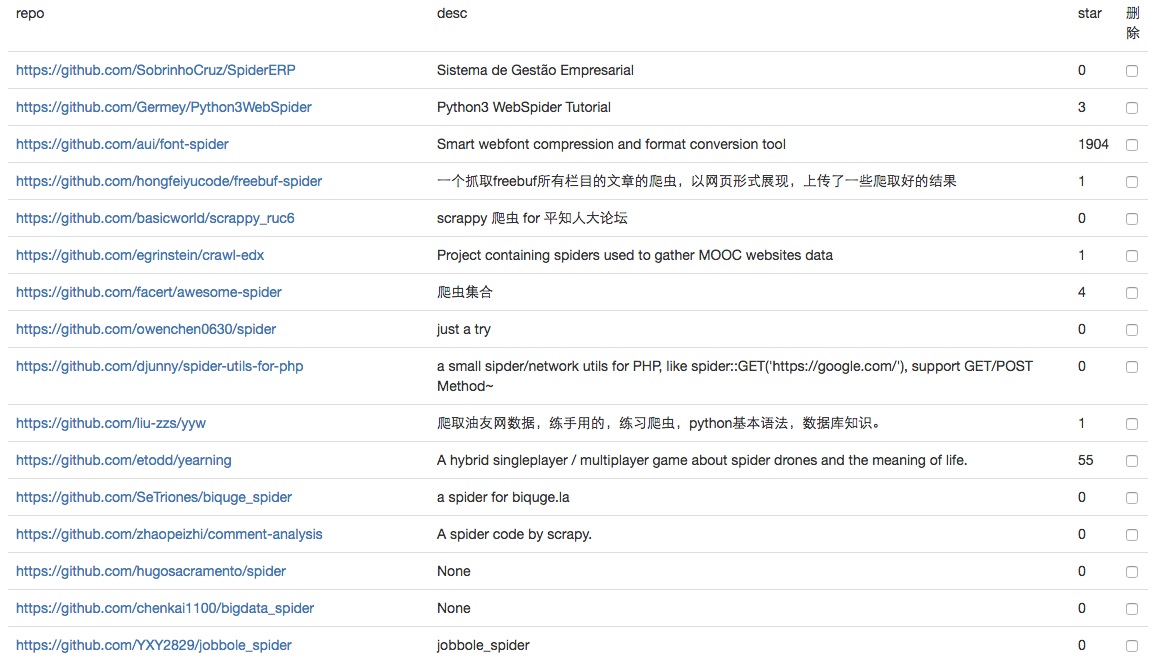 repo desc star 删
除
https://github.com/SobrinhoCruz/SpiderERP Sistema de Gestão Empresarial 0
https://github.com/Germey/Python3WebSpider Python3 WebSpider Tutorial 3
https://github.com/aui/font-spider Smart webfont compression and format conversion tool 1904
https://github.com/hongfeiyucode/freebuf-spider 一个抓取freebuf所有栏目的文章的爬虫，以网页形式展现，上传了一些爬取好的结果 1
https://github.com/basicworld/scrappy_ruc6 scrappy 爬虫 for 平知人大论坛 0
https://github.com/egrinstein/crawl-edx Project containing spiders used to gather MOOC websites data 1
https://github.com/facert/awesome-spider 爬虫集合 4
https://github.com/owenchen0630/spider just a try 0
https://github.com/djunny/spider-utils-for-php a small sipder/network utils for PHP, like spider::GET('https://google.com/'), support GET/POST 0
Method~
https://github.com/liu-zzs/yyw 爬取油友网数据，练手用的，练习爬虫，python基本语法，数据库知识。 1
https://github.com/etodd/yearning A hybrid singleplayer / multiplayer game about spider drones and the meaning of life. 55
https://github.com/SeTriones/biquge_spider a spider for biquge.la 0
https://github.com/zhaopeizhi/comment-analysis A spider code by scrapy. 0
https://github.com/hugosacramento/spider None 0
https://github.com/chenkai1100/bigdata_spider None 0
https://github.com/YXY2829/jobbole_spider jobbole_spider 0